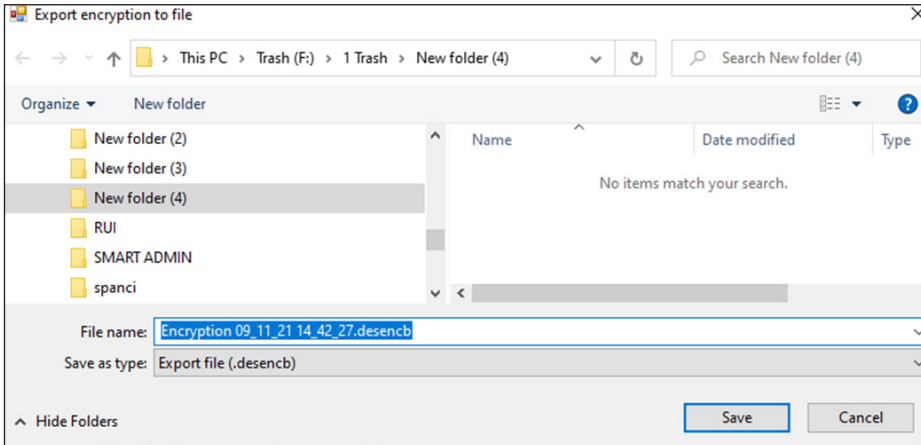 Export encryption to file
This PC > Trash (F:) > 1 Trash > New folder (4)
Search New folder (4)
Organize
New folder
New folder (2)
New folder (3)
New folder (4)
RUI
SMART ADMIN
spanci
Name
Date modified
Type
No items match your search.
File name: Encryption 09_11_21 14_42_27.desencb
Save as type: Export file (.desencb)
Hide Folders
Save
Cancel